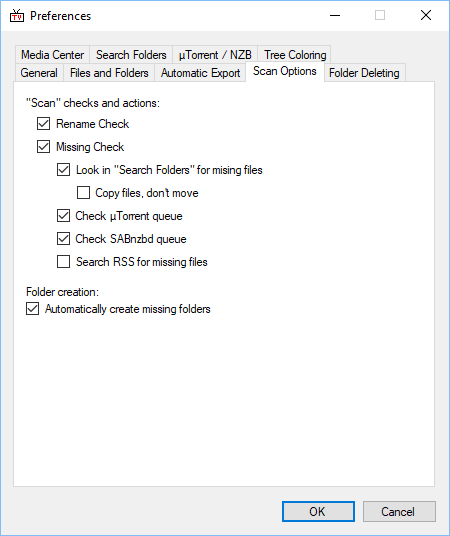 TV Preferences
Media Center Search Folders µTorrent / NZB Tree Coloring
General Files and Folders Automatic Export Scan Options Folder Deleting
"Scan" checks and actions:
Rename Check
Missing Check
Look in "Search Folders" for mising files
Copy files, don't move
Check µTorrent queue
Check SABnzbd queue
Search RSS for missing files
Folder creation:
Automatically create missing folders
OK Cancel